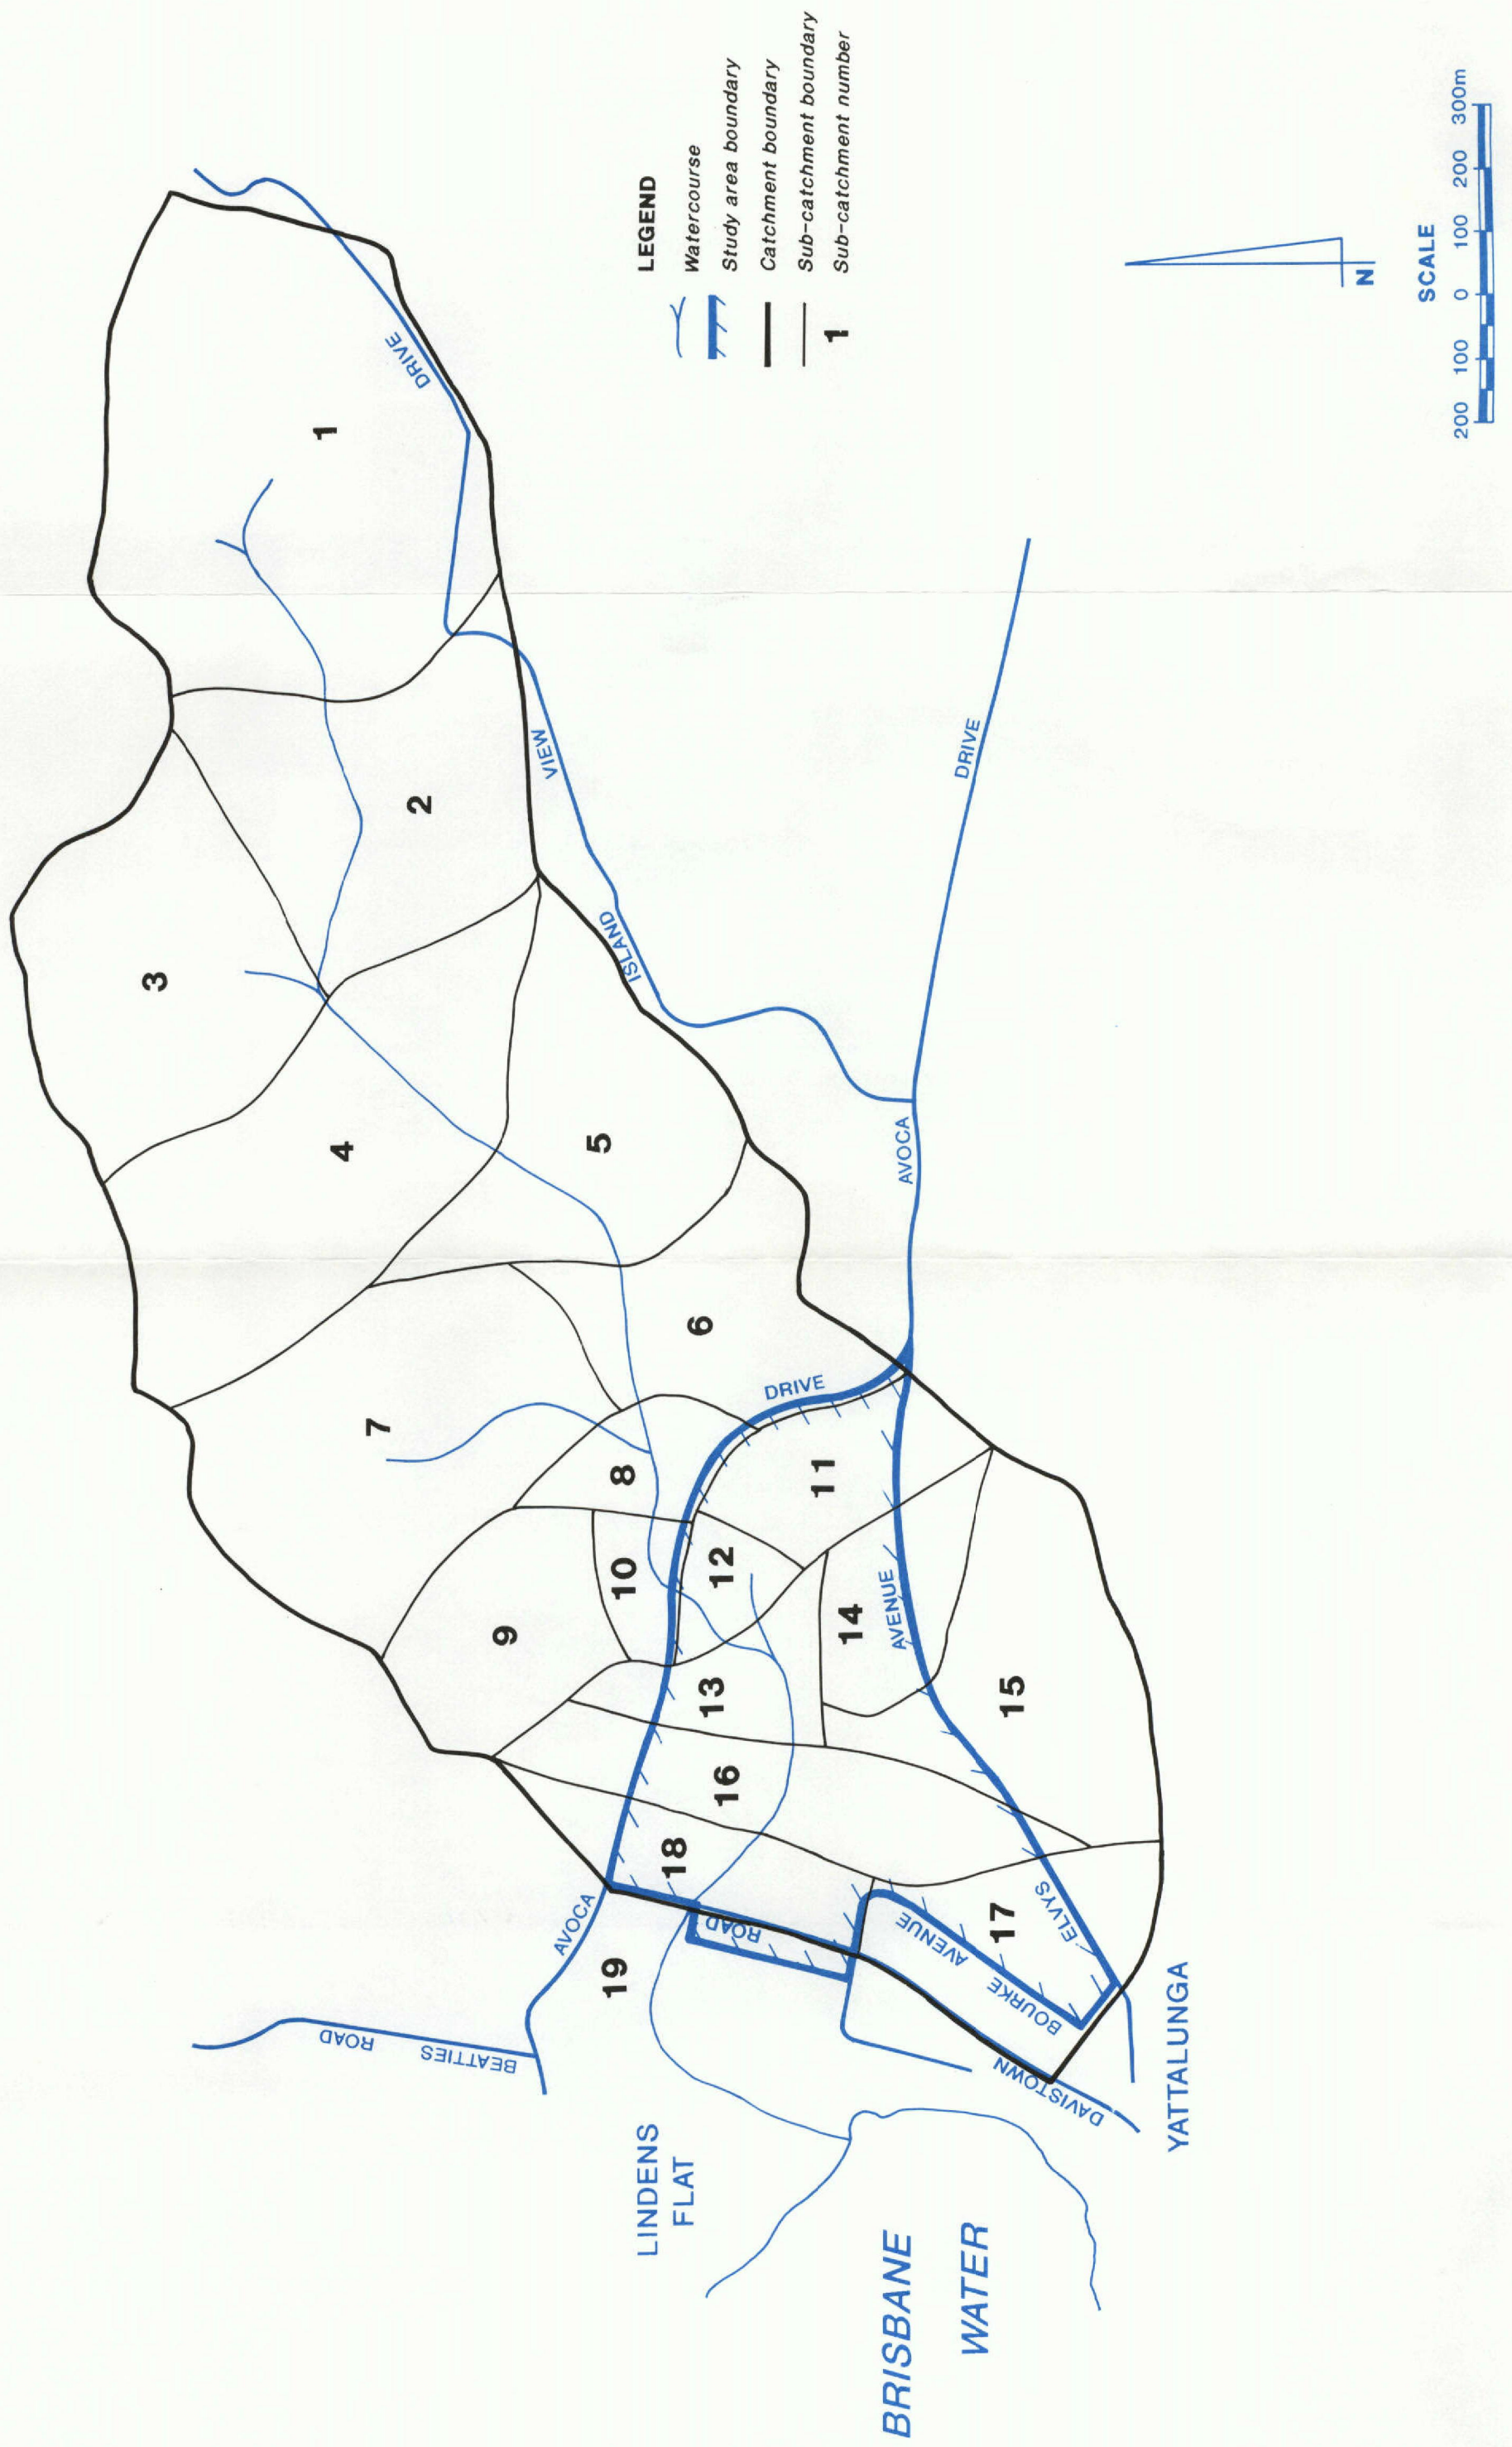 LEGEND
Watercourse
Study area boundary
Catchment boundary
Sub-catchment boundary
1 Sub-catchment number
N
SCALE
200 100 0 100 200 300m
1
2
3
4
5
6
7
8
9
10
11
12
13
14
15
16
17
18
19
DRIVE
VIEW
ISLAND
DRIVE
AVOCA
DRIVE
AVENUE
ELVYS
AVOCA
ROAD
BEATTIES
ROAD
AVENUE
BOURKE
DAVISTOWN
LINDENS
FLAT
YATTALUNGA
BRISBANE
WATER